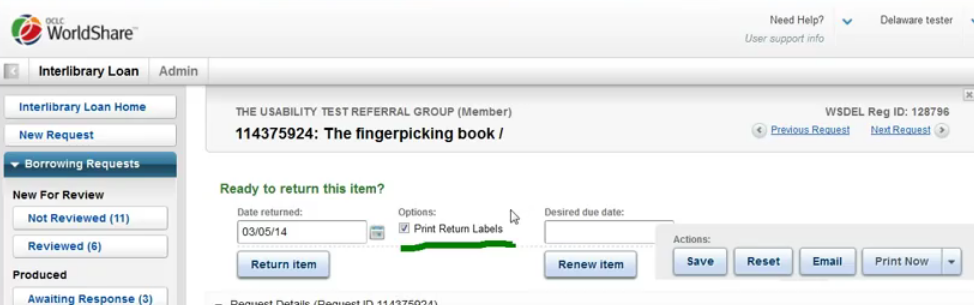 OCLC
WorldShare™
Need Help?
Delaware tester
User support info
Interlibrary Loan
Admin
Interlibrary Loan Home
New Request
Borrowing Requests
New For Review
Not Reviewed (11)
Reviewed (6)
Produced
Awaiting Response (3)
THE USABILITY TEST REFERRAL GROUP (Member)
WSDEL Reg ID: 128796
114375924: The fingerpicking book /
Previous Request
Next Request
Ready to return this item?
Date returned:
Options:
Desired due date:
03/05/14
Print Return Labels
Return item
Renew item
Actions:
Save
Reset
Email
Print Now
Request Details (Request ID 114375924)